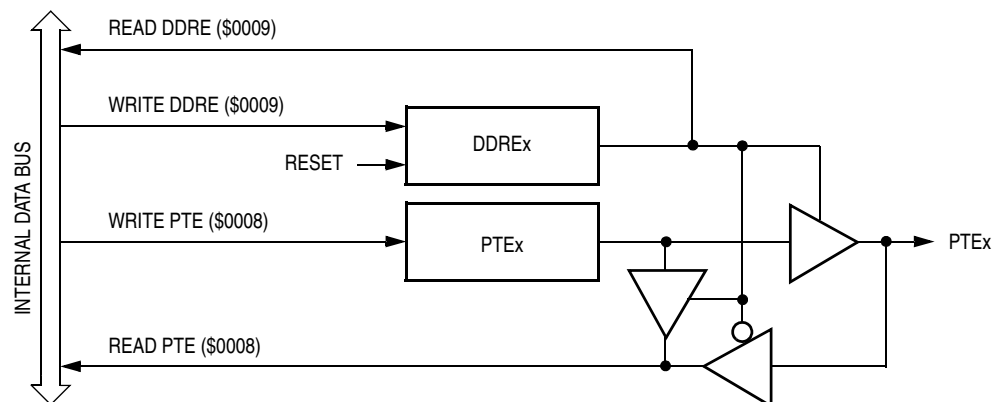 READ DDRE ($0009)
WRITE DDRE ($0009)
DDREx
RESET
WRITE PTE ($0008)
PTEx
PTEx
READ PTE ($0008)
INTERNAL DATA BUS